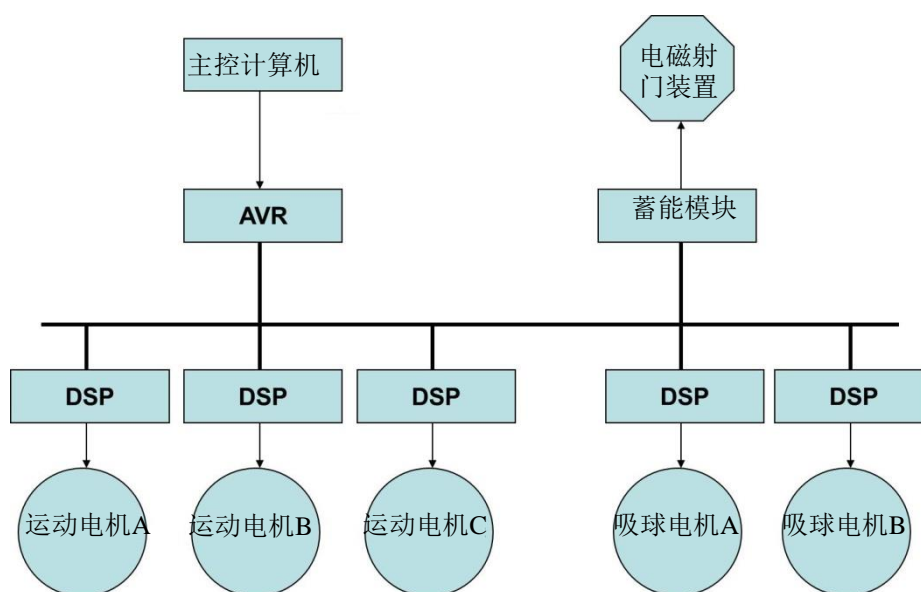 主控计算机
电磁射
门装置
AVR
蓄能模块
DSP
DSP
DSP
DSP
DSP
运动电机A
运动电机B
运动电机C
吸球电机A
吸球电机B